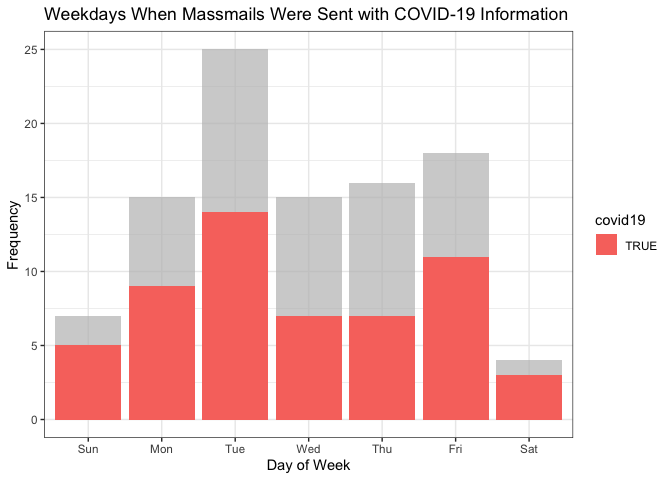 Weekdays When Massmails Were Sent with COVID-19 Information
25
20
15
10
5
0
Frequency
Sun Mon Tue Wed Thu Fri Sat
Day of Week
covid19
TRUE